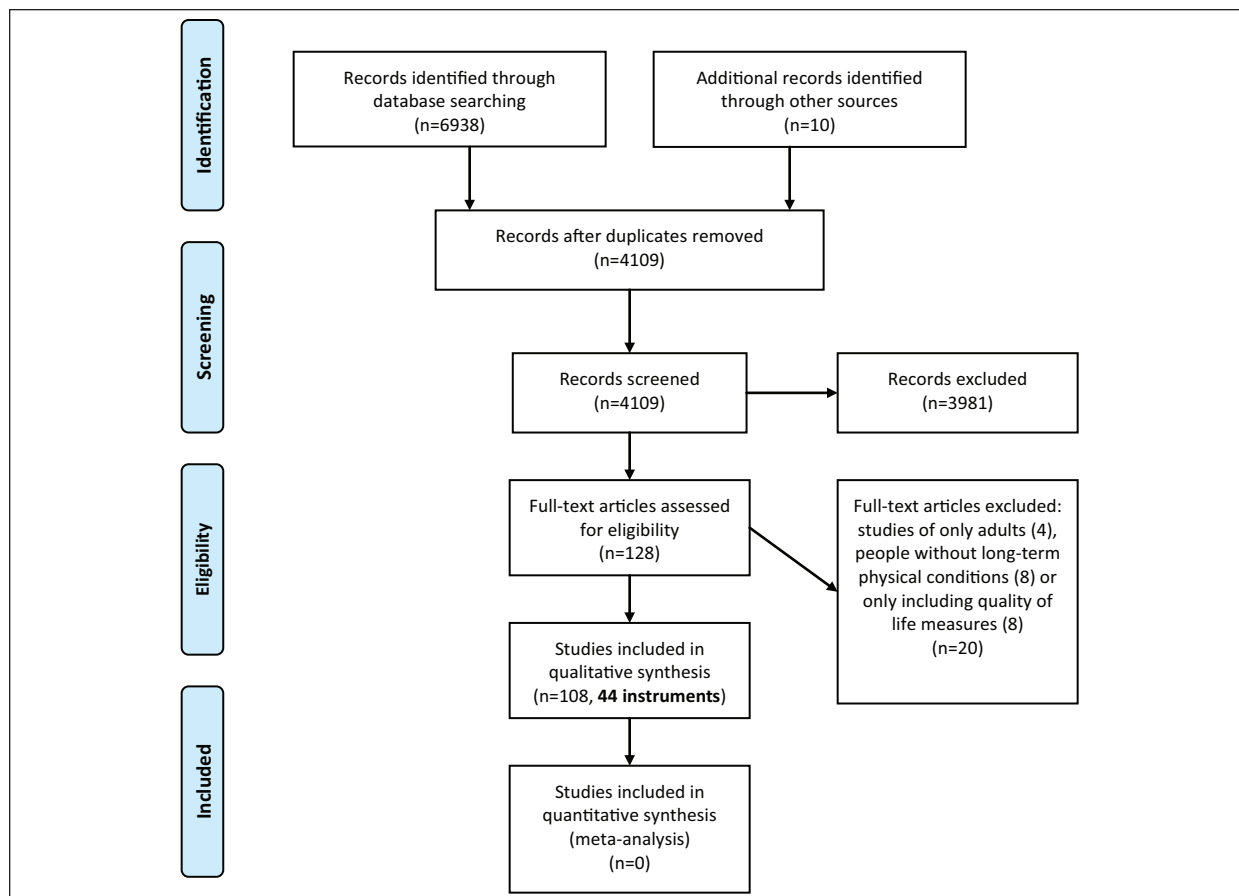 Identification
Records identified through
database searching
(n=6938)
Additional records identified
through other sources
(n=10)
Records after duplicates removed
(n=4109)
Screening
Records screened
(n=4109)
Records excluded
(n=3981)
Eligibility
Full-text articles assessed
for eligibility
(n=128)
Full-text articles excluded:
studies of only adults (4),
people without long-term
physical conditions (8) or
only including quality of
life measures (8)
(n=20)
Studies included in
qualitative synthesis
(n=108, 44 instruments)
Included
Studies included in
quantitative synthesis
(meta-analysis)
(n=0)